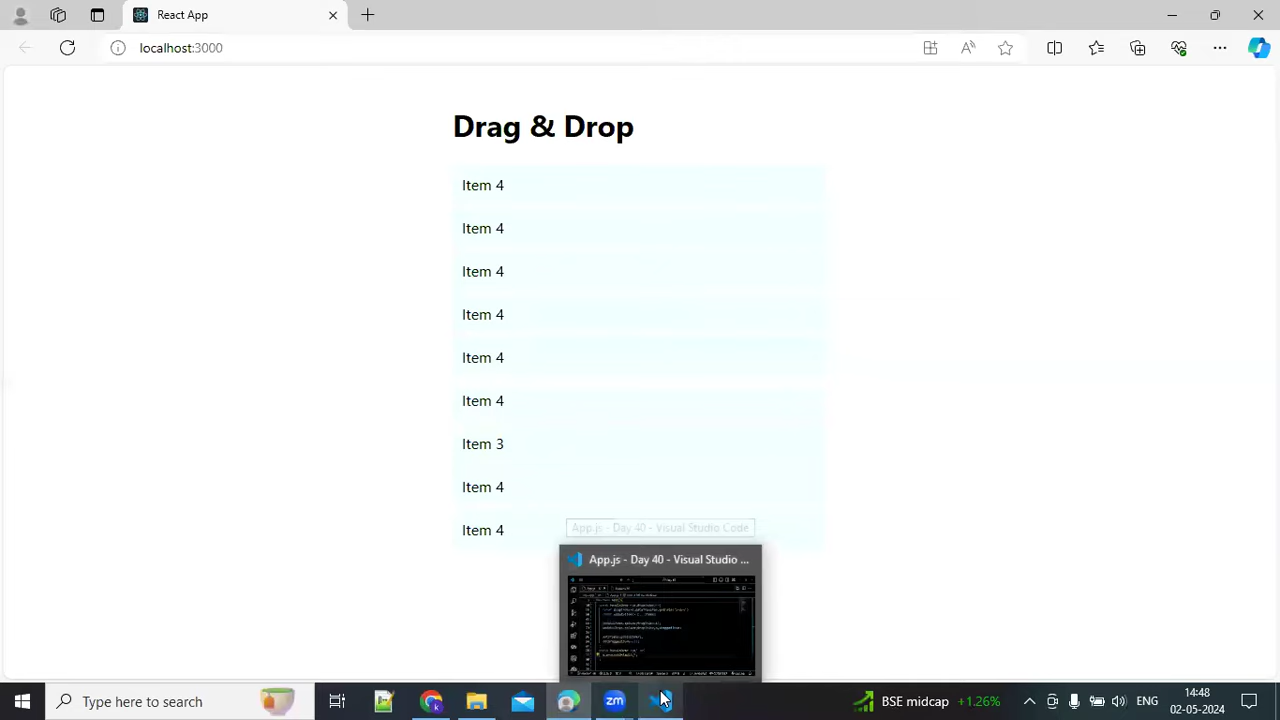 React App
localhost:3000
Drag & Drop
Item 4
Item 4
Item 4
Item 4
Item 4
Item 4
Item 3
Item 4
Item 4
App.js - Day 40 - Visual Studio Code
App.js - Day 40 - Visual Studio ...
Type here to search
zm
BSE midcap +1.26%
ENG
14:48
02-05-2024